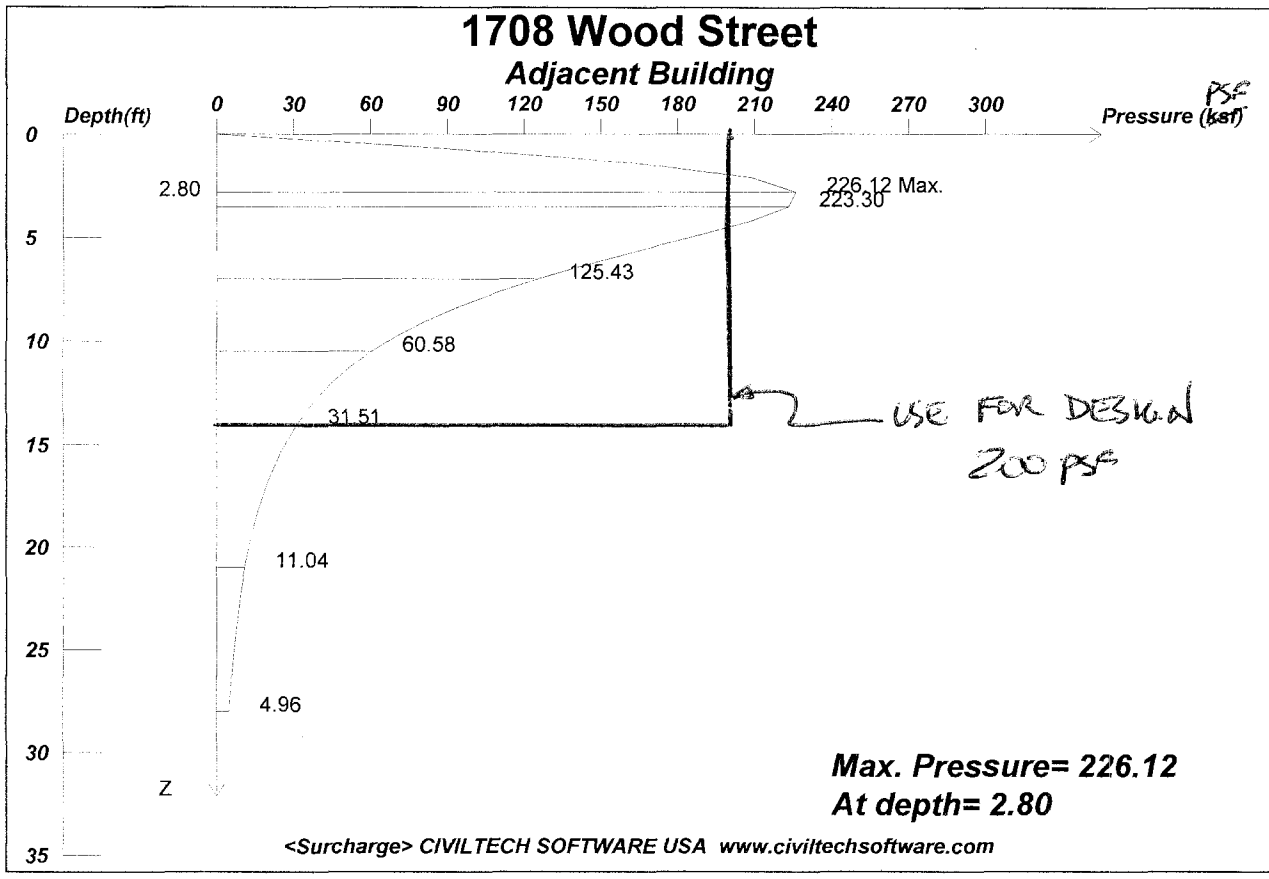 1708 Wood Street
Adjacent Building
PSF
Depth(ft) 0 30 60 90 120 150 180 210 240 270 300 Pressure (ksf)
0
2.80 226.12 Max.
223.30
5
125.43
10
60.58
31.51
USE FOR DESIGN
15
200 PSF
20
11.04
25
4.96
30
Z
Max. Pressure= 226.12
At depth= 2.80
<Surcharge> CIVILTECH SOFTWARE USA www.civiltechsoftware.com
35